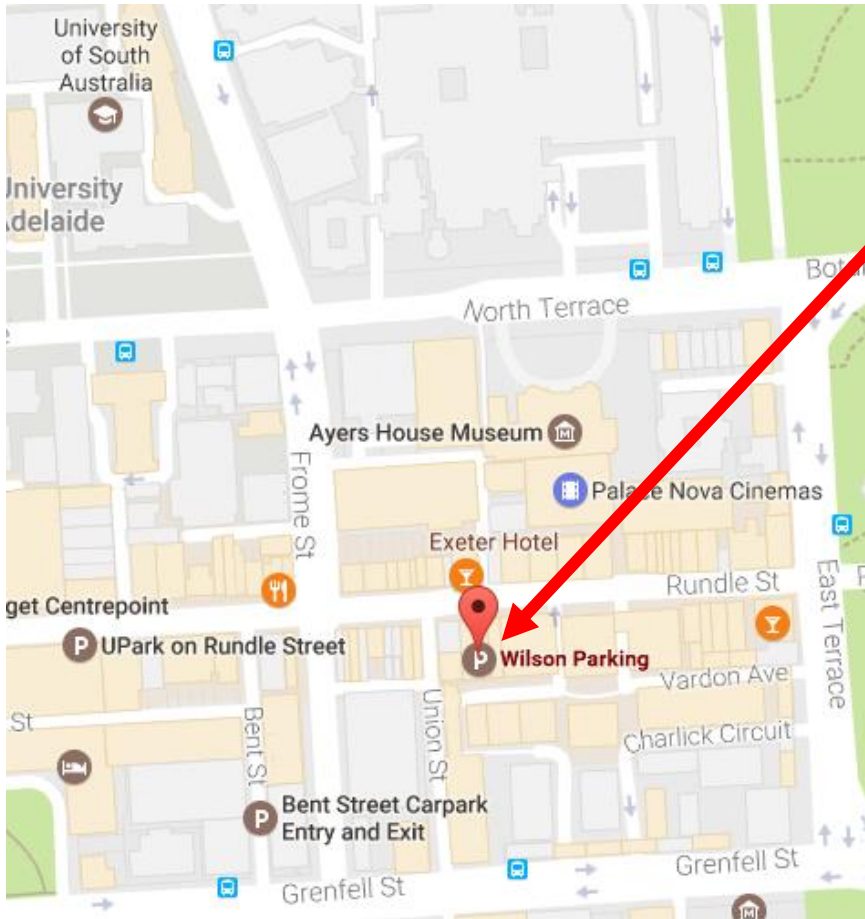 University
of South
Australia
University
Adelaide
North Terrace
Ayers House Museum
M
Palace Nova Cinemas
Frome St
Exeter Hotel
Rundle St
get Centrepoint
P
UPark on Rundle Street
P
Wilson Parking
East Terrace
Vardon Ave
Union St
St
Bent St
Charlick Circuit
P
Bent Street Carpark
Entry and Exit
Grenfell St
Grenfell St
M